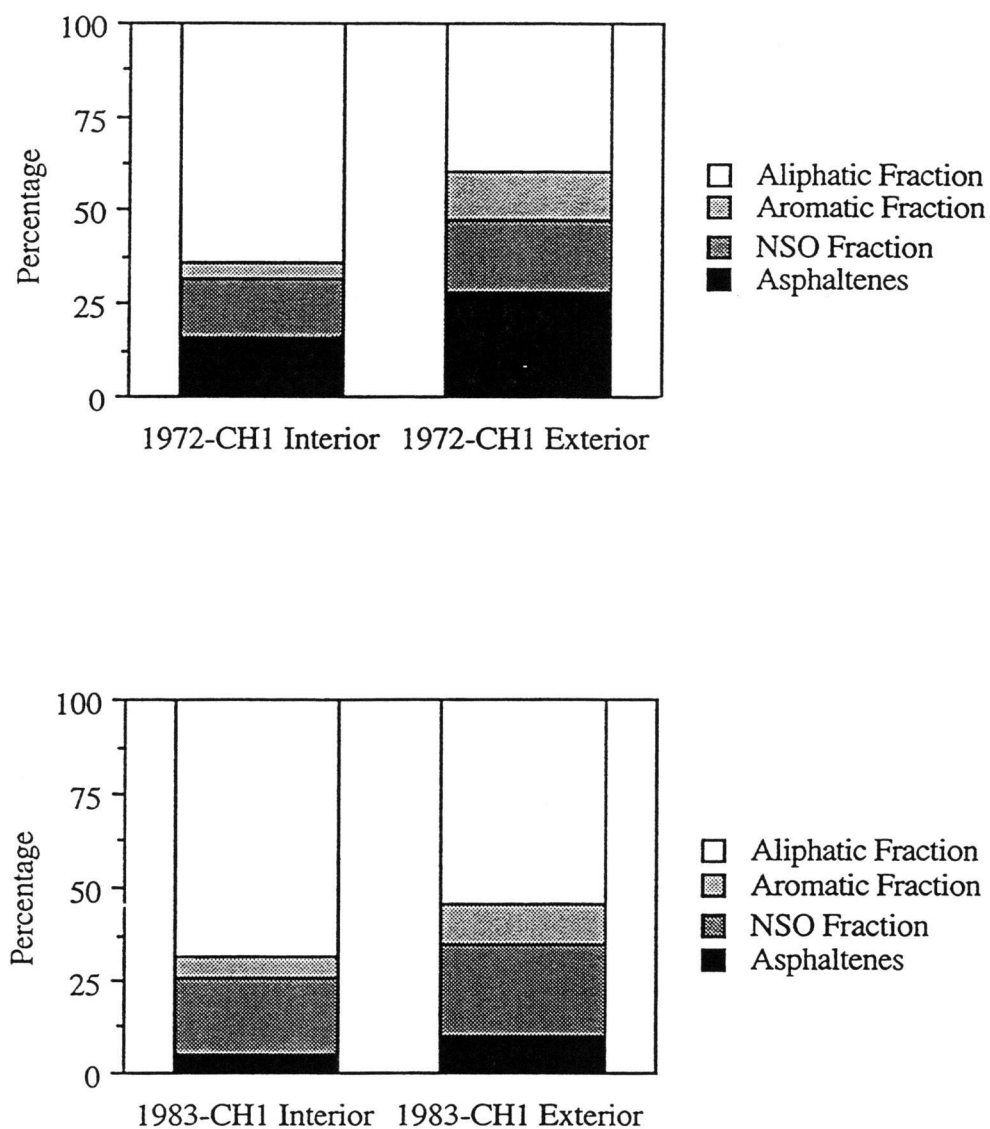 100
75
50
25
0
Percentage
1972-CH1 Interior 1972-CH1 Exterior
Aliphatic Fraction
Aromatic Fraction
NSO Fraction
Asphaltenes
100
75
50
25
0
Percentage
1983-CH1 Interior 1983-CH1 Exterior
Aliphatic Fraction
Aromatic Fraction
NSO Fraction
Asphaltenes